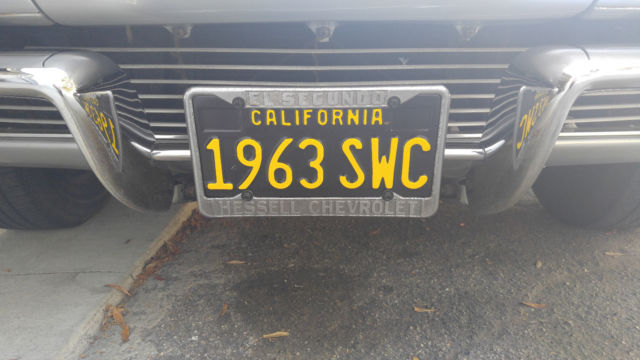 EL SEGUNDO
CALIFORNIA
1963 SWC
HESSELL CHEVROLET